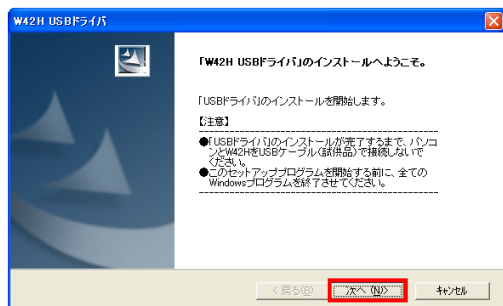 W42H USBドライバ
「W42H USBドライバ」のインストールへようこそ。
「USBドライバ」のインストールを開始します。
【注意】
●「USBドライバ」のインストールが完了するまで、パソコ
ンとW42HをUSBケーブル(試供品)で接続しないで
ください。
●このセットアッププログラムを開始する前に、全ての
Windowsプログラムを終了させてください。
< 戻る(B)
次へ(N)>
キャンセル